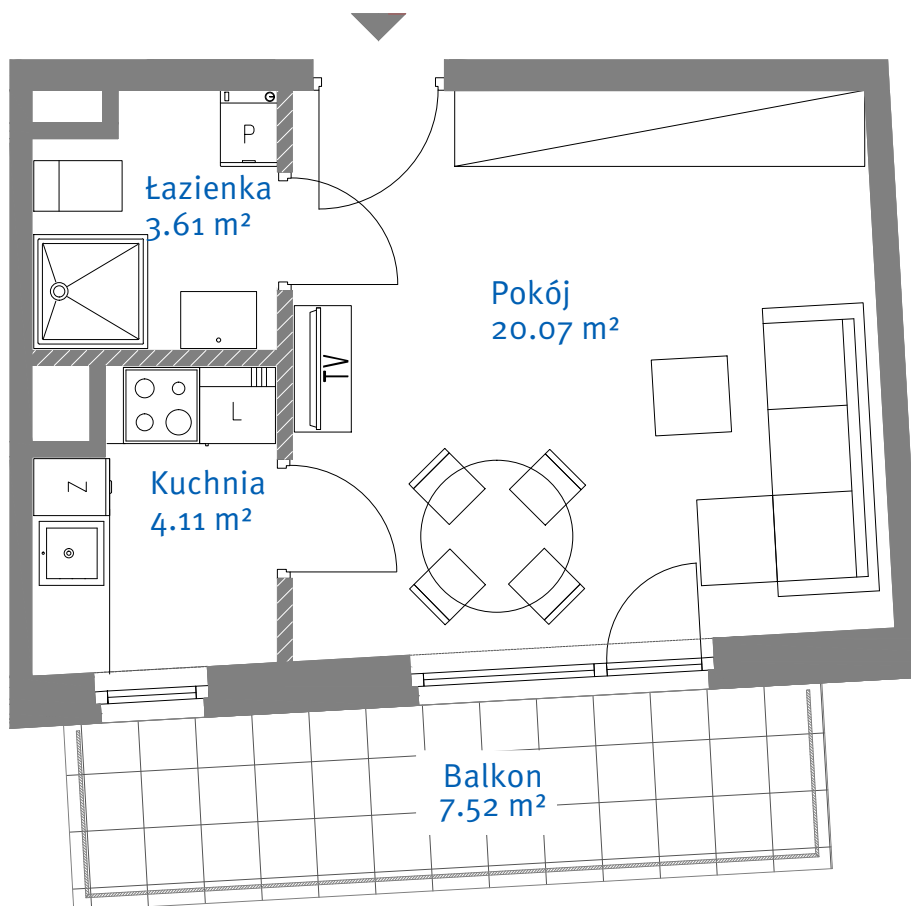 P
Łazienka
3.61 m²
Pokój
20.07 m²
TV
L
Kuchnia
4.11 m²
Z
Balkon
7.52 m²